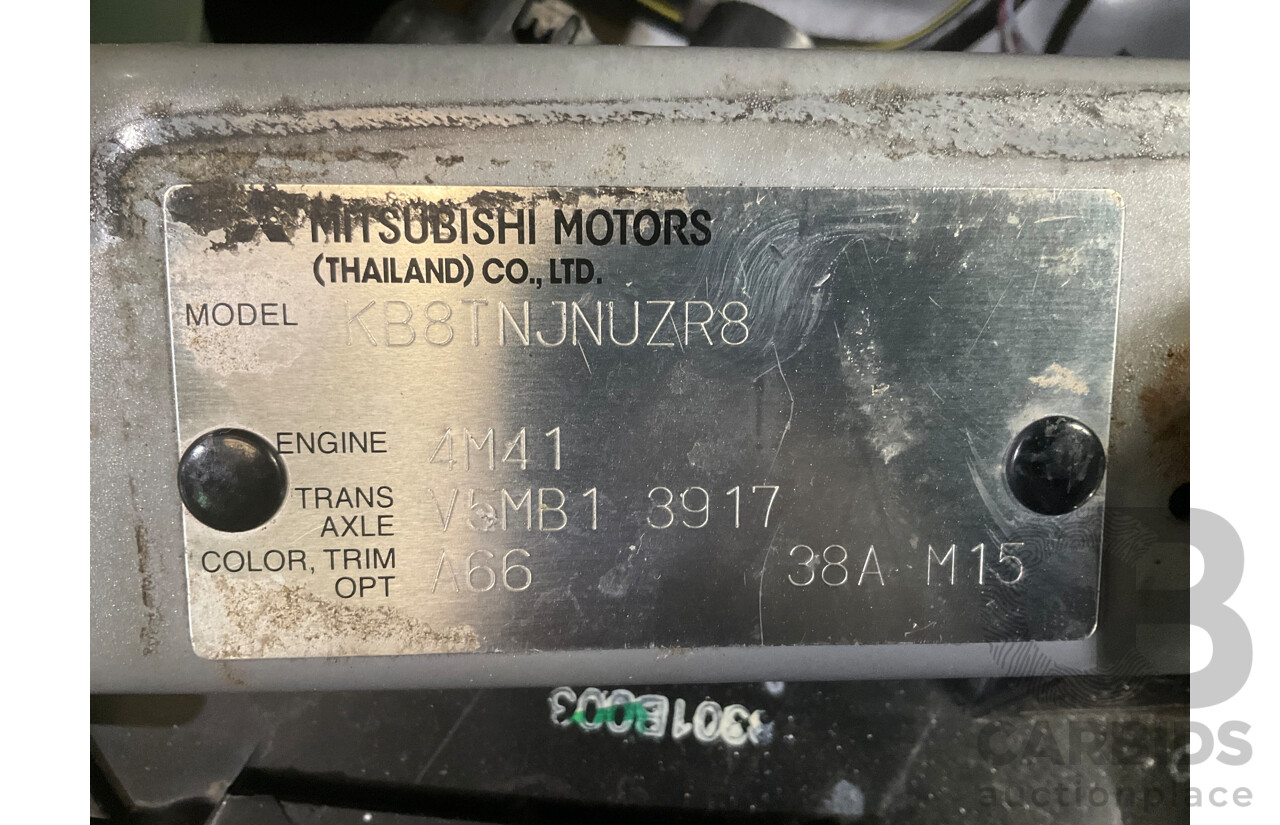 MITSUBISHI MOTORS
(THAILAND) CO., LTD.
MODEL KB8TNJNUZR8
ENGINE 4M41
TRANS AXLE V5MB1 3917
COLOR, TRIM OPT A66 38A M15
CARBIDS
auctionplace